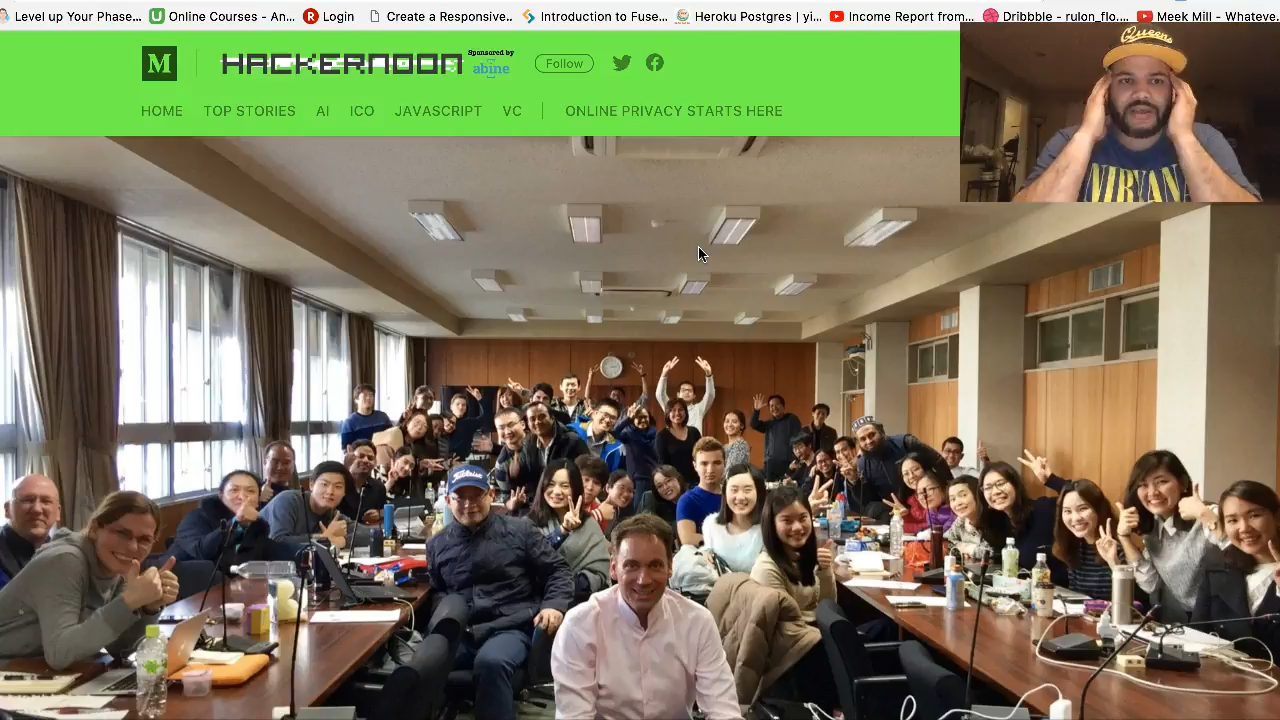 Level up Your Phase... Online Courses - An... Login Create a Responsive.. Introduction to Fuse... Heroku Postgres | yi... Income Report from... Dribbble - rulon_flo.... Meek Mill - Whateve
Queens
M HACKERNOON Sponsored by abine Follow
HOME TOP STORIES AI ICO JAVASCRIPT VC ONLINE PRIVACY STARTS HERE
NIRVANA
Titleist